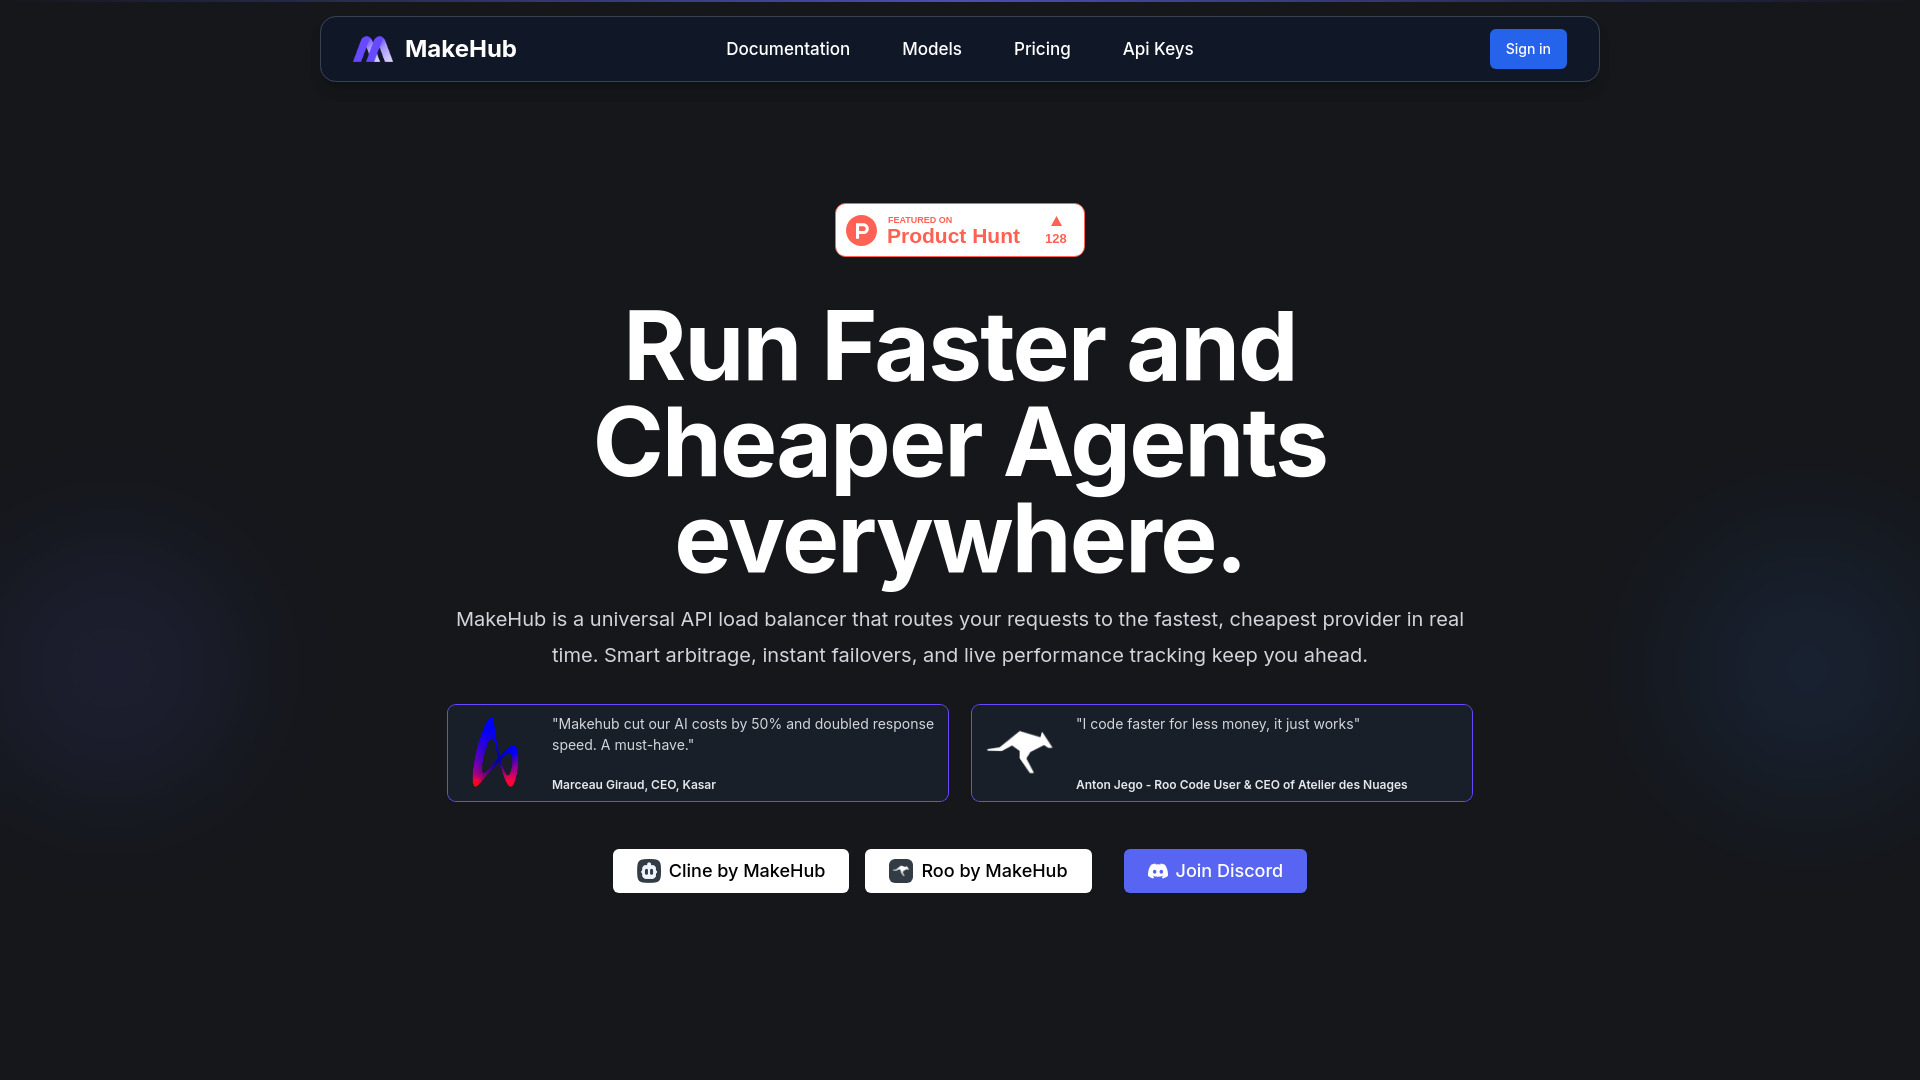 MakeHub
Documentation
Models
Pricing
Api Keys
Sign in
FEATURED ON
Product Hunt
128
Run Faster and
Cheaper Agents
everywhere.
MakeHub is a universal API load balancer that routes your requests to the fastest, cheapest provider in real
time. Smart arbitrage, instant failovers, and live performance tracking keep you ahead.
"Makehub cut our AI costs by 50% and doubled response
speed. A must-have."
Marceau Giraud, CEO, Kasar
"I code faster for less money, it just works"
Anton Jego - Roo Code User & CEO of Atelier des Nuages
Cline by MakeHub
Roo by MakeHub
Join Discord